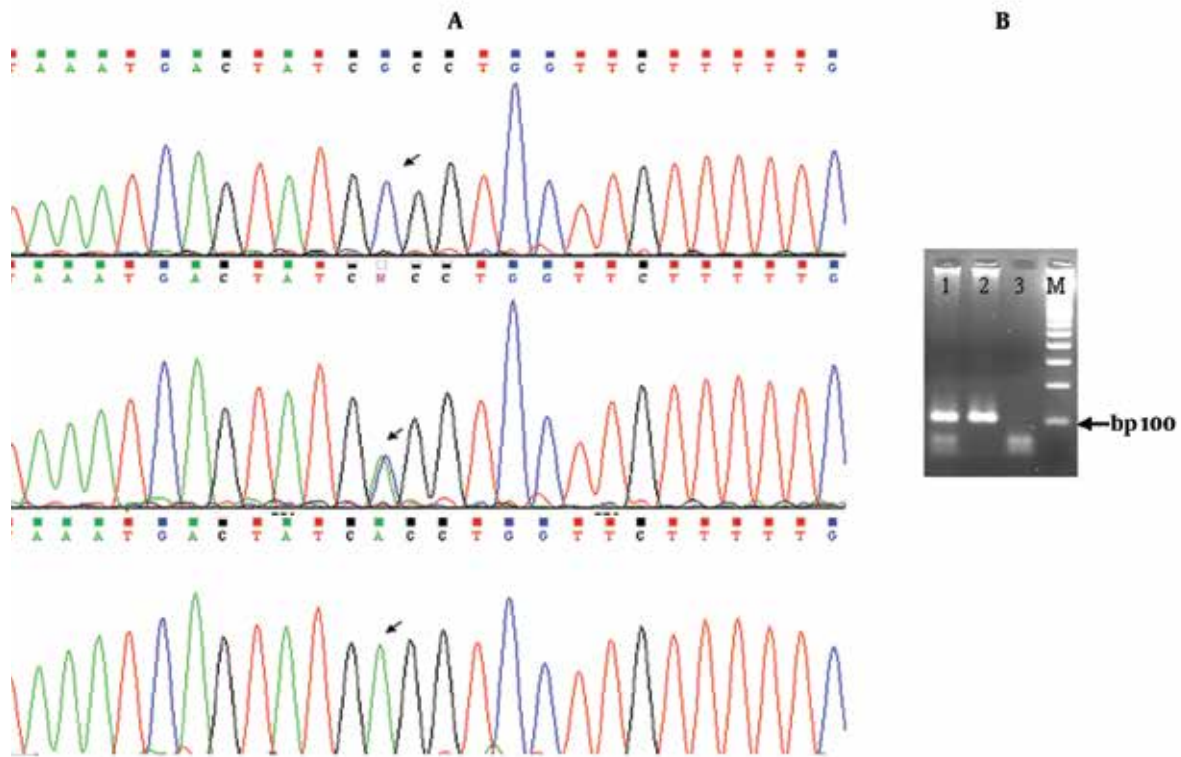 A B
A A A T G A C T A T C G C C T G G T T C T T T T T G
A A A T G A C T A T C N C C T G G T T C T T T T T G
1 2 3 M
bp 100
A A A T G A C T A T C A C C T G G T T C T T T T T G